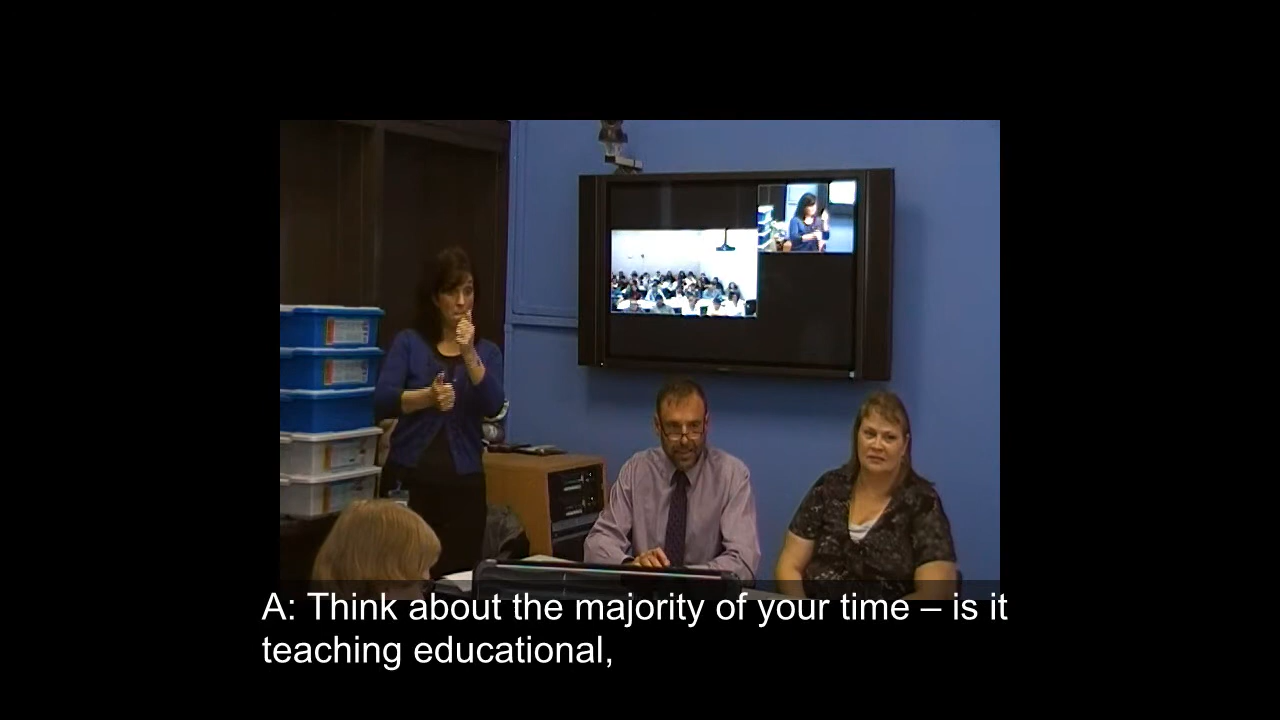 A: Think about the majority of your time – is it
teaching educational,